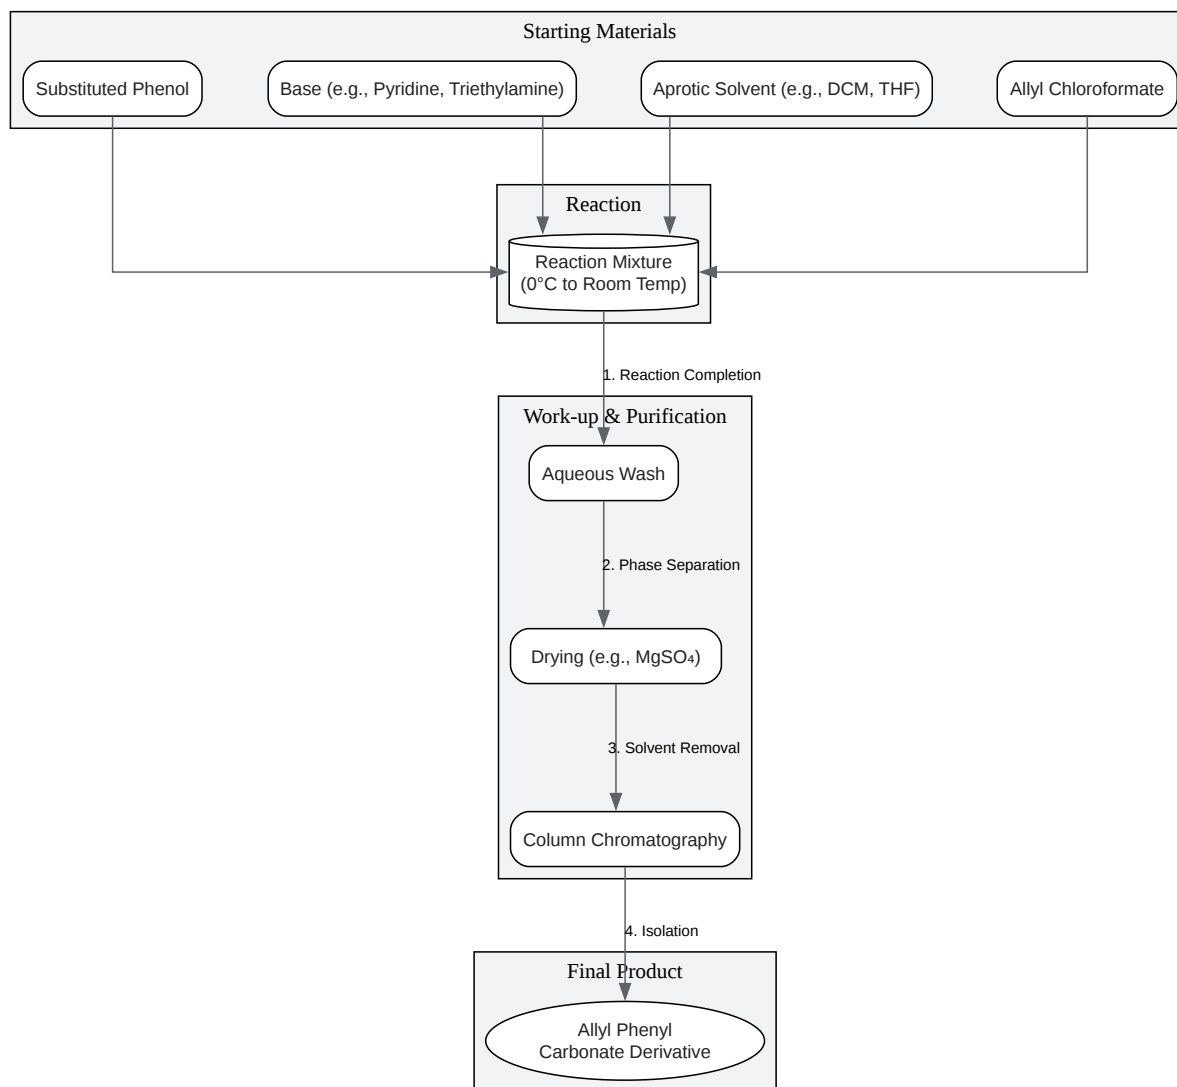 Starting Materials
Substituted Phenol
Base (e.g., Pyridine, Triethylamine)
Aprotic Solvent (e.g., DCM, THF)
Allyl Chloroformate
Reaction
Reaction Mixture
(0°C to Room Temp)
1. Reaction Completion
Work-up & Purification
Aqueous Wash
2. Phase Separation
Drying (e.g., MgSO₄)
3. Solvent Removal
Column Chromatography
4. Isolation
Final Product
Allyl Phenyl
Carbonate Derivative